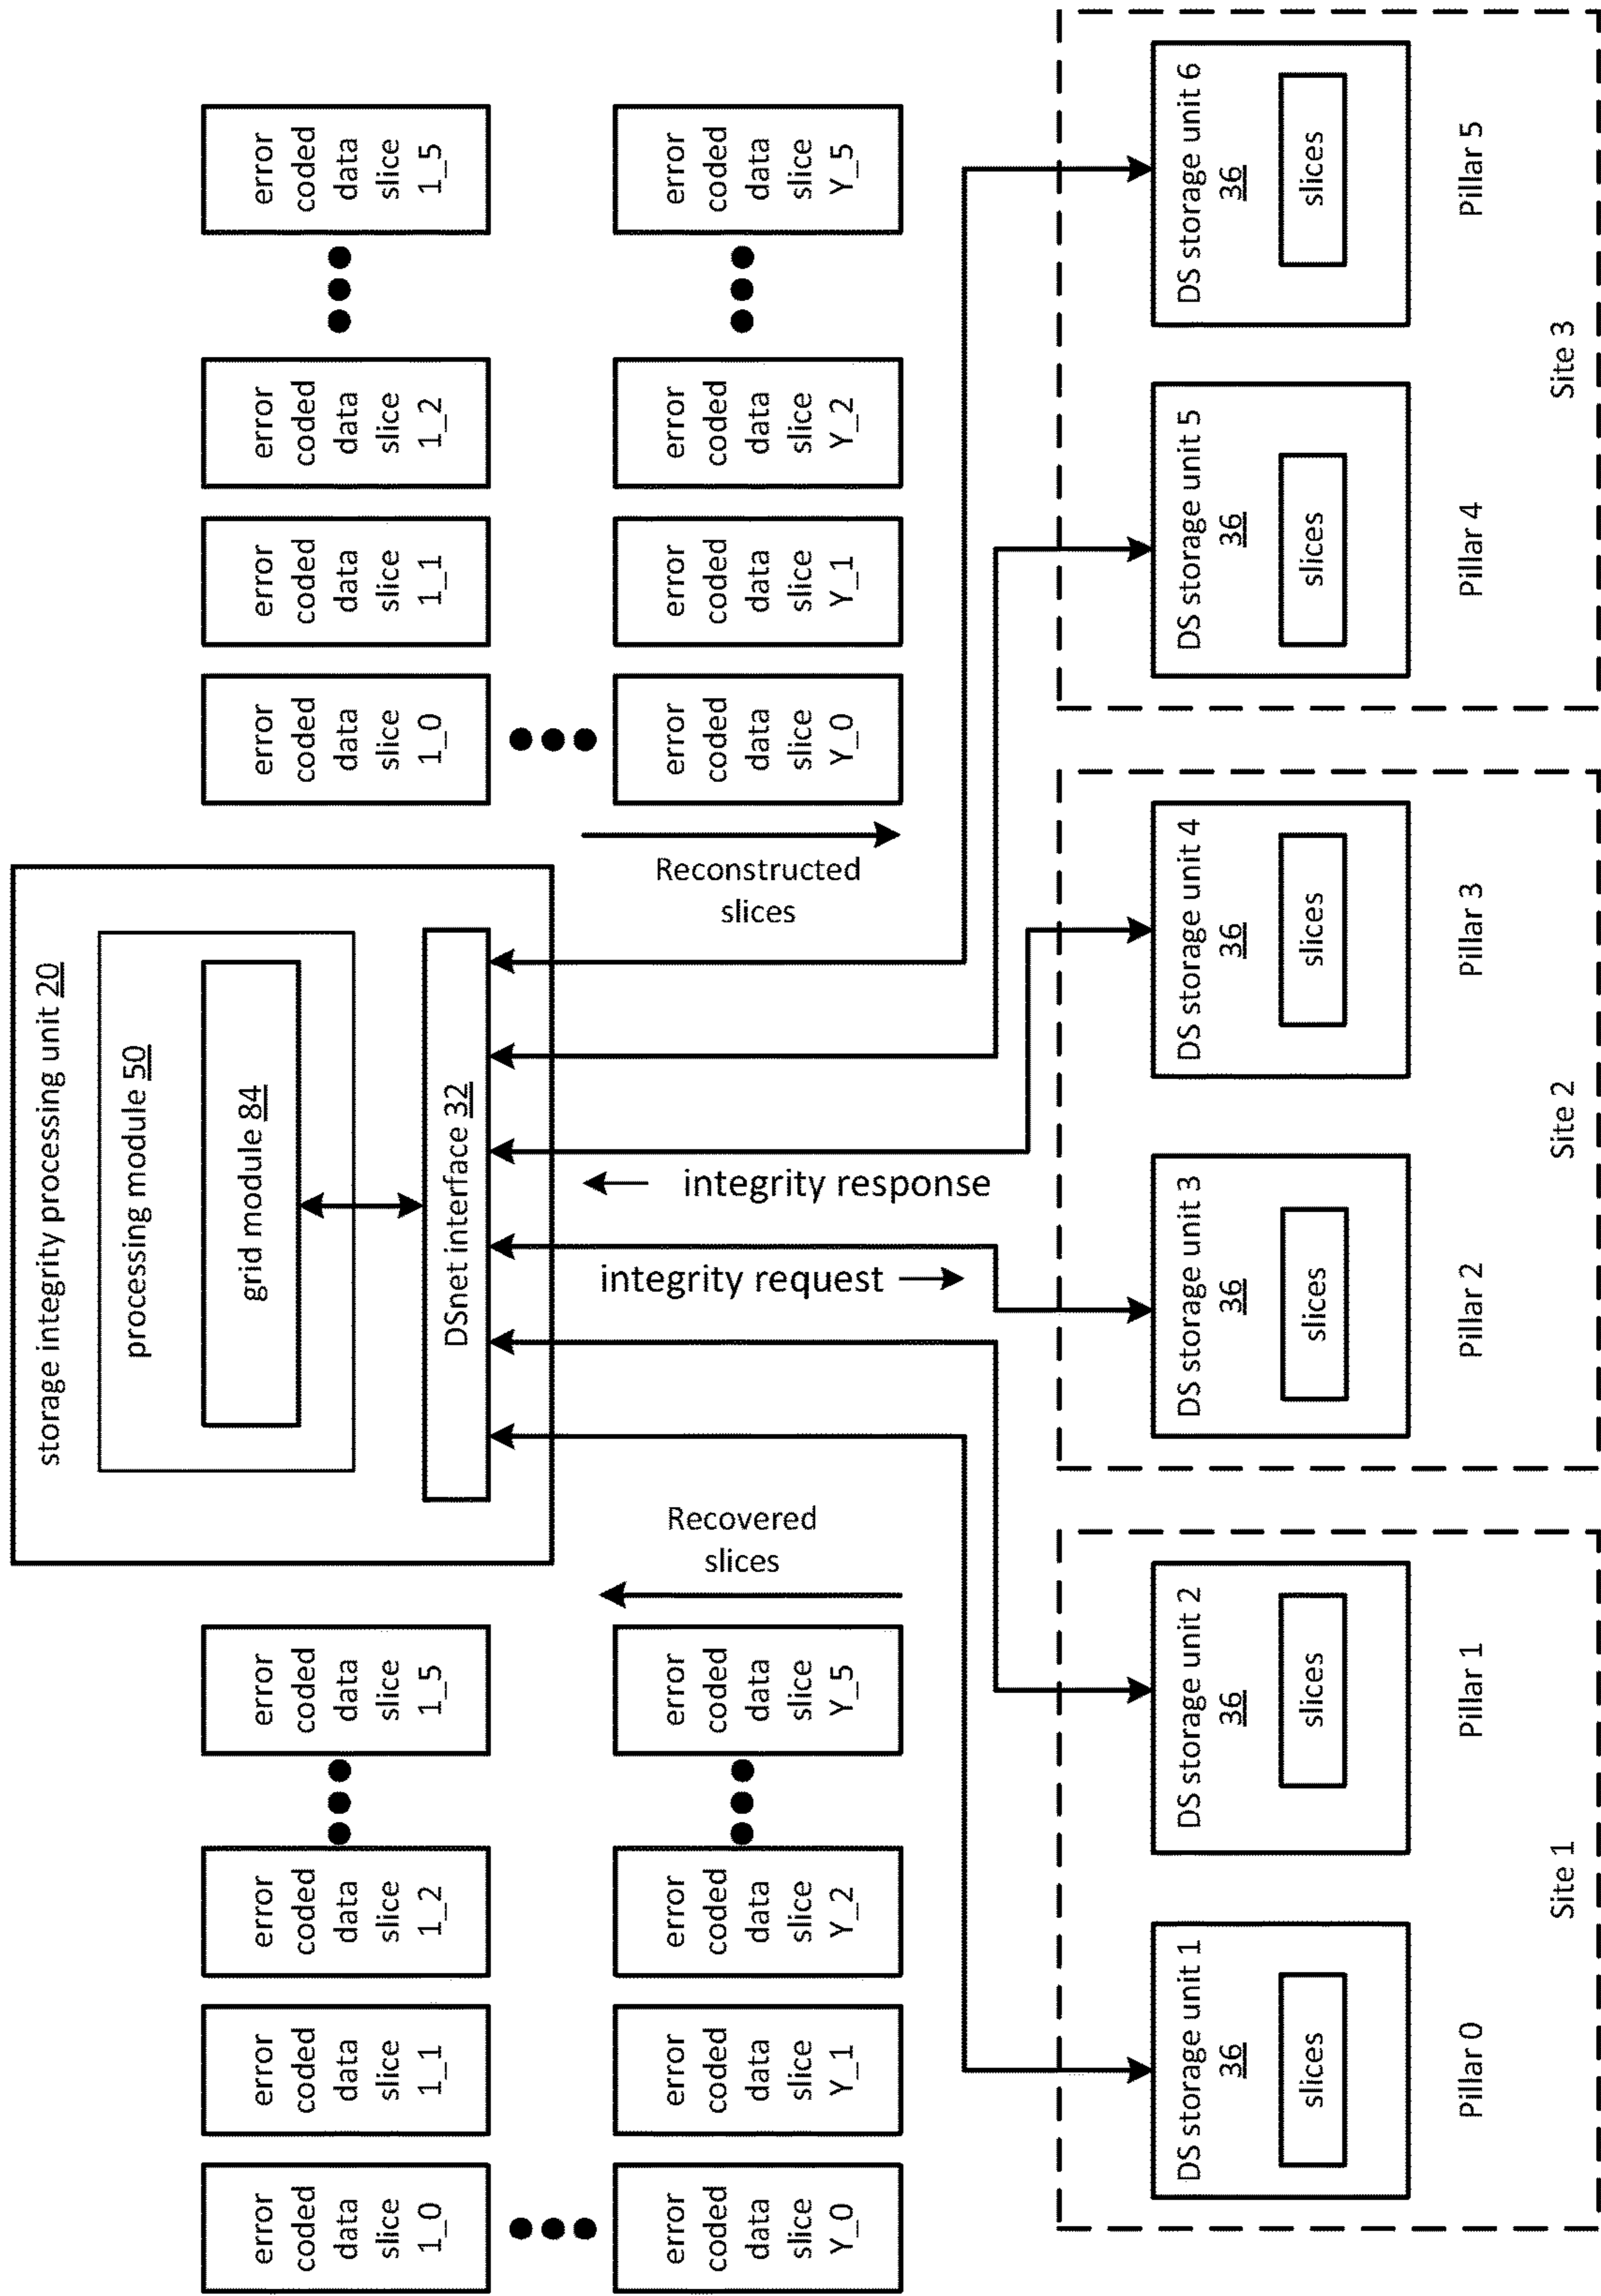 storage integrity processing unit 20
processing module 50
grid module 84
DSnet interface 32
error
coded
data
slice
1_0
error
coded
data
slice
1_1
error
coded
data
slice
1_2
error
coded
data
slice
1_5
error
coded
data
slice
Y_0
error
coded
data
slice
Y_1
error
coded
data
slice
Y_2
error
coded
data
slice
Y_5
Recovered
slices
integrity request
integrity response
Reconstructed
slices
error
coded
data
slice
1_0
error
coded
data
slice
1_1
error
coded
data
slice
1_2
error
coded
data
slice
1_5
error
coded
data
slice
Y_0
error
coded
data
slice
Y_1
error
coded
data
slice
Y_2
error
coded
data
slice
Y_5
DS storage unit 1
36
slices
Pillar 0
DS storage unit 2
36
slices
Pillar 1
Site 1
DS storage unit 3
36
slices
Pillar 2
DS storage unit 4
36
slices
Pillar 3
Site 2
DS storage unit 5
36
slices
Pillar 4
DS storage unit 6
36
slices
Pillar 5
Site 3